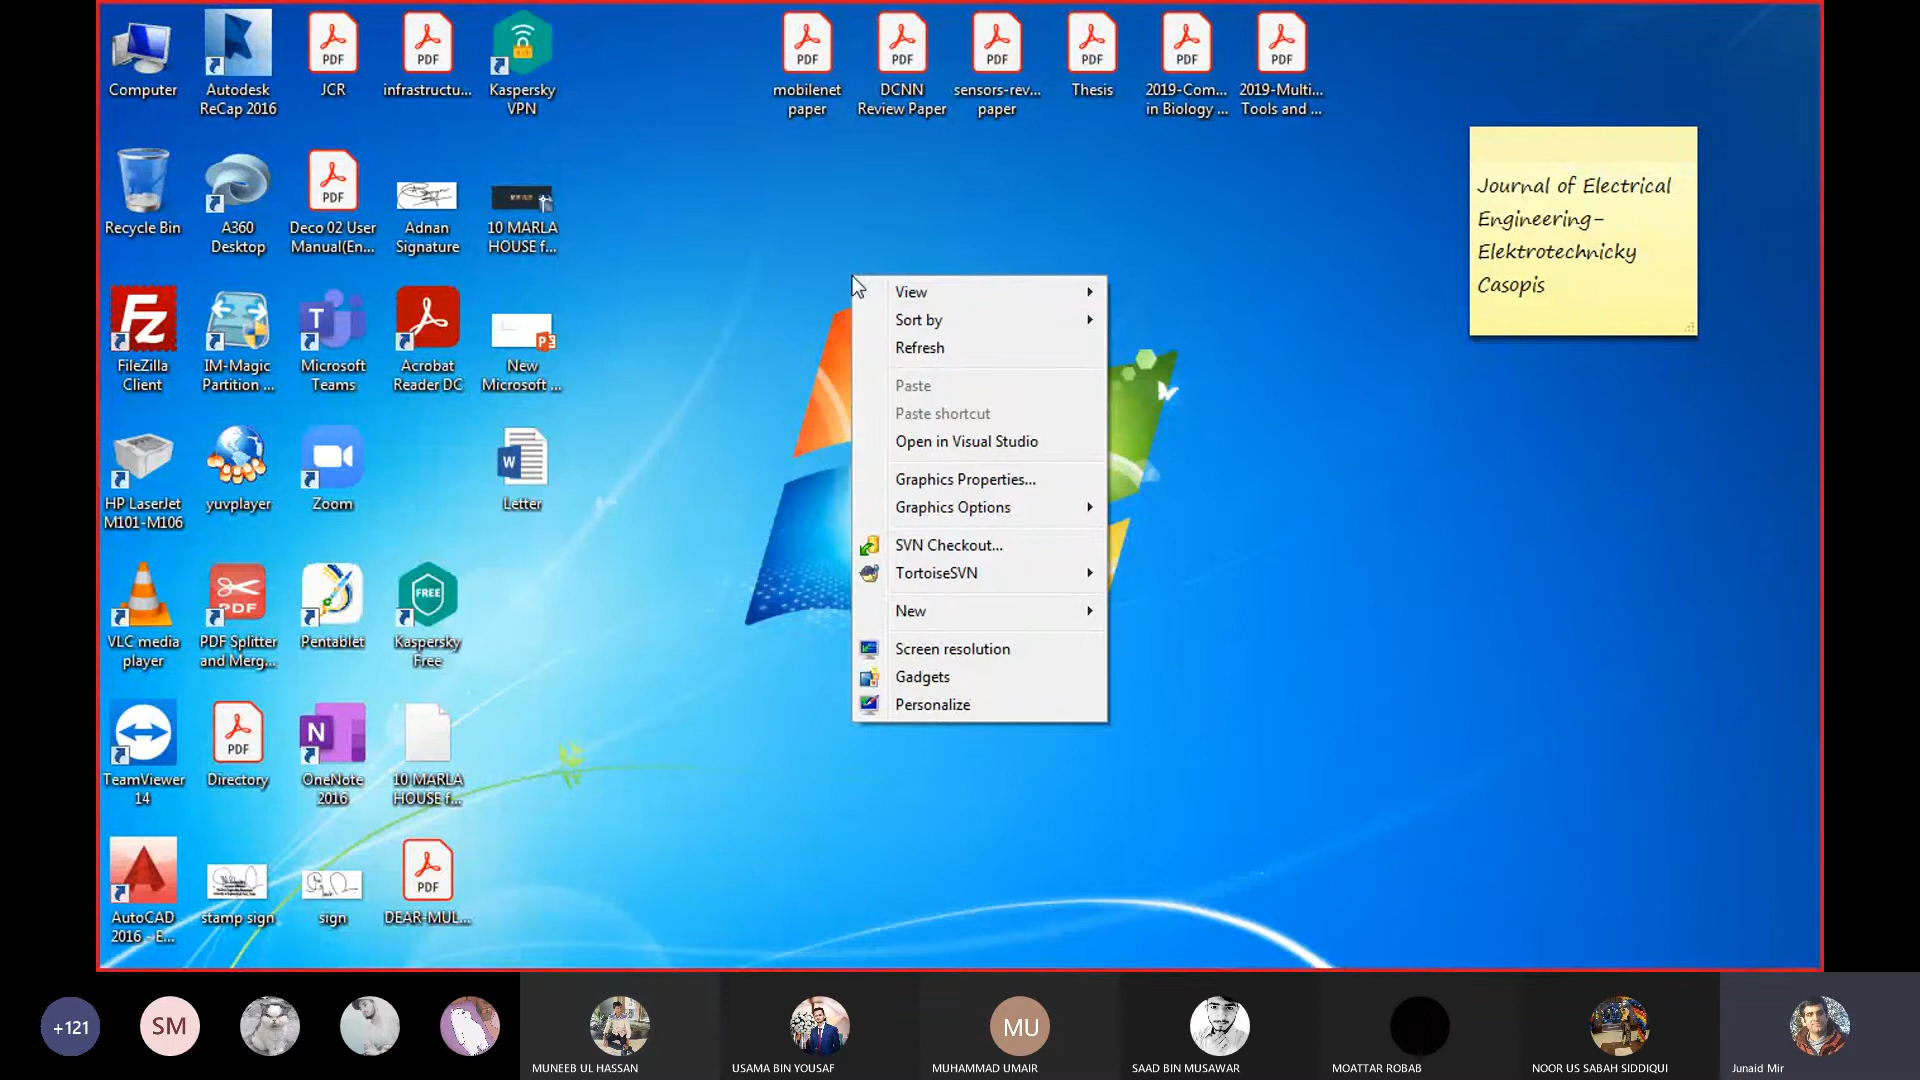 Computer
Autodesk
ReCap 2016
PDF
JCR
PDF
infrastructu...
Kaspersky
VPN
PDF
mobilenet
paper
PDF
DCNN
Review Paper
PDF
sensors-rev...
paper
PDF
Thesis
PDF
2019-Com...
in Biology ...
PDF
2019-Multi...
Tools and ...
Journal of Electrical
Engineering-
Elektrotechnicky
Casopis
Recycle Bin
A360
Desktop
PDF
Deco 02 User
Manual(En...
Adnan
Signature
10 MARLA
HOUSE f...
Fz
FileZilla
Client
IM-Magic
Partition ...
T
Microsoft
Teams
Acrobat
Reader DC
New
Microsoft ...
HP LaserJet
M101-M106
yuvplayer
Zoom
W
Letter
VLC media
player
PDF
PDF Splitter
and Merg...
Pentablet
FREE
Kaspersky
Free
TeamViewer
14
PDF
Directory
N
OneNote
2016
10 MARLA
HOUSE f...
AutoCAD
2016 - E...
stamp sign
sign
PDF
DEAR-MUL...
View
Sort by
Refresh
Paste
Paste shortcut
Open in Visual Studio
Graphics Properties...
Graphics Options
SVN Checkout...
TortoiseSVN
New
Screen resolution
Gadgets
Personalize
+121
SM
MUNEEB UL HASSAN
USAMA BIN YOUSAF
MU
MUHAMMAD UMAIR
SAAD BIN MUSAWAR
MOATTAR ROBAB
NOOR US SABAH SIDDIQUI
Junaid Mir